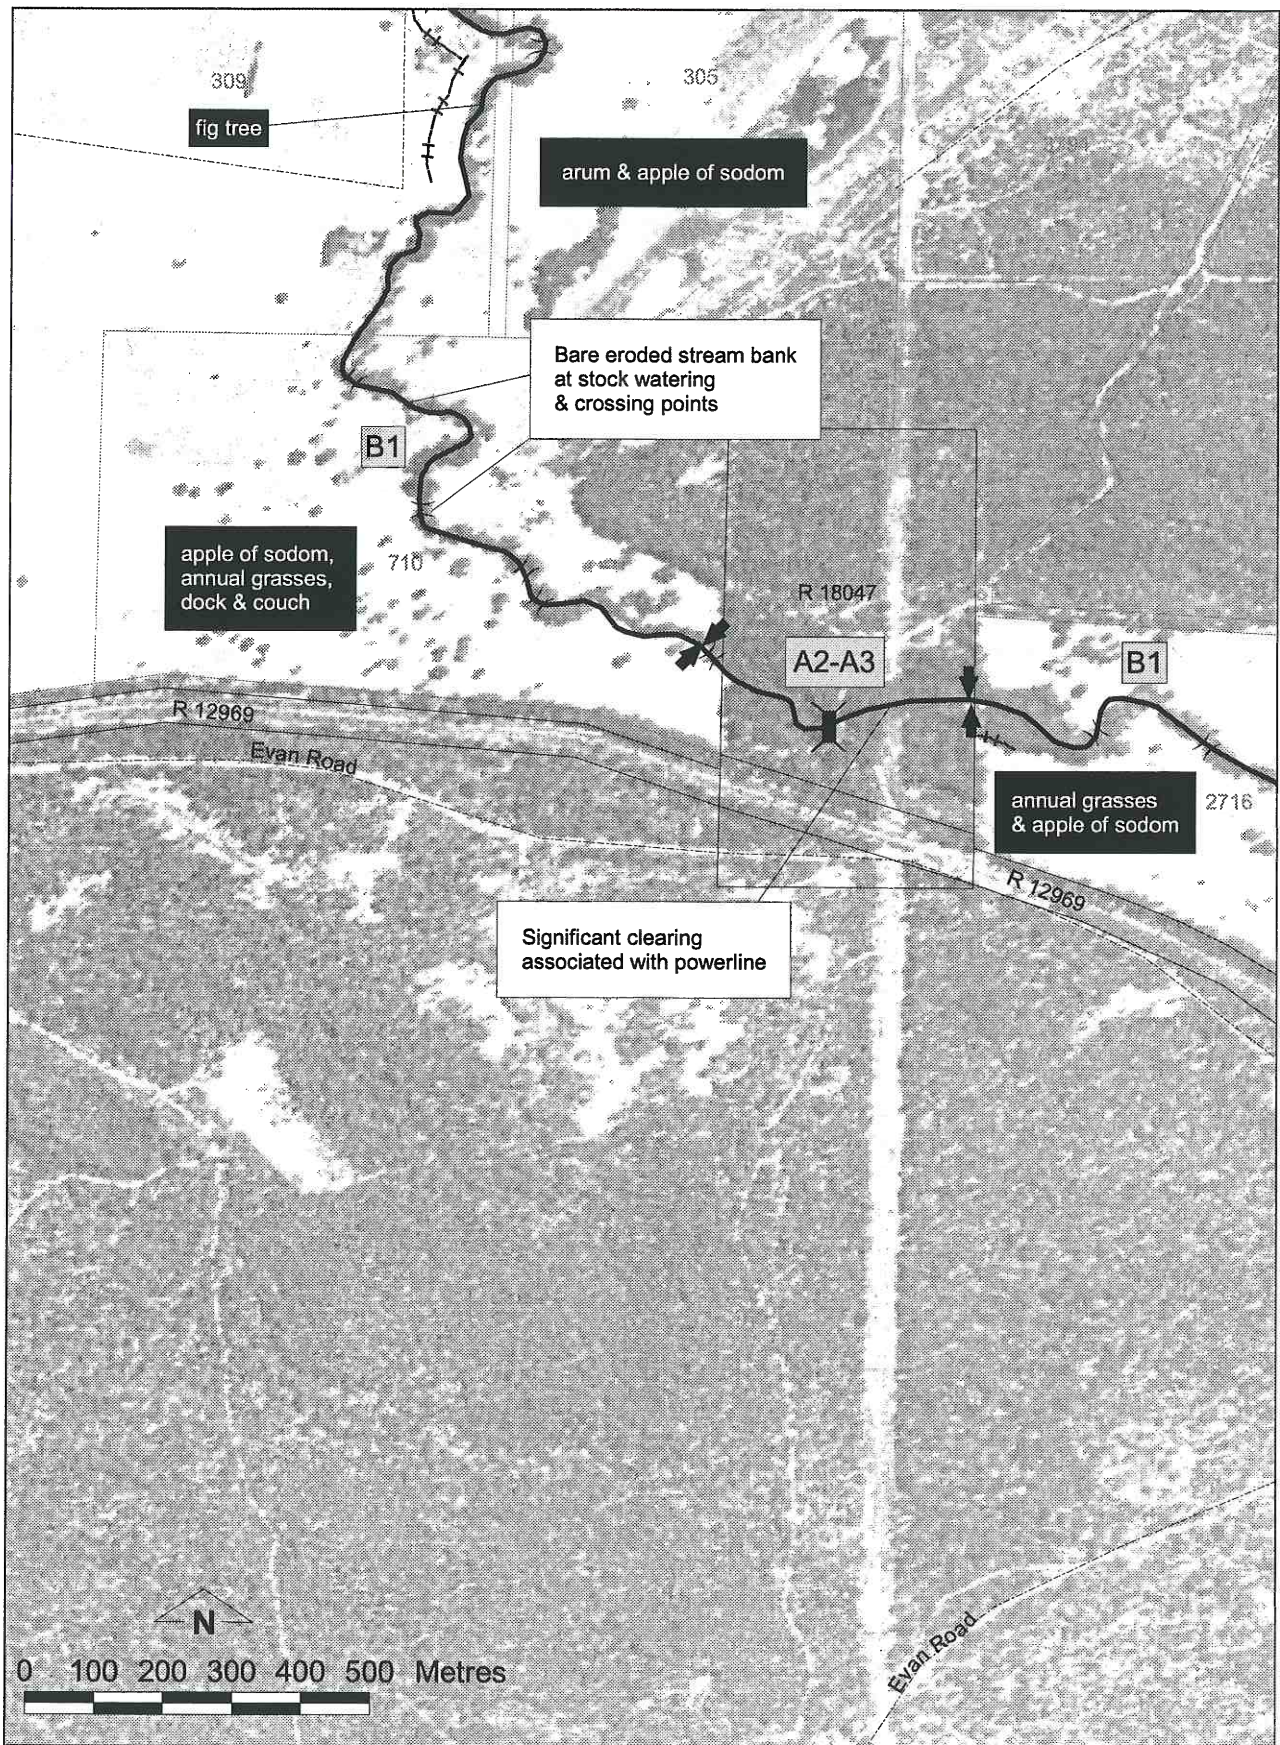 309
305
fig tree
arum & apple of sodom
Bare eroded stream bank
at stock watering
& crossing points
B1
apple of sodom,
annual grasses,
dock & couch
710
R 18047
A2-A3
B1
R 12969
Evan Road
annual grasses
& apple of sodom
2716
R 12969
Significant clearing
associated with powerline
N
Evan Road
0 100 200 300 400 500 Metres